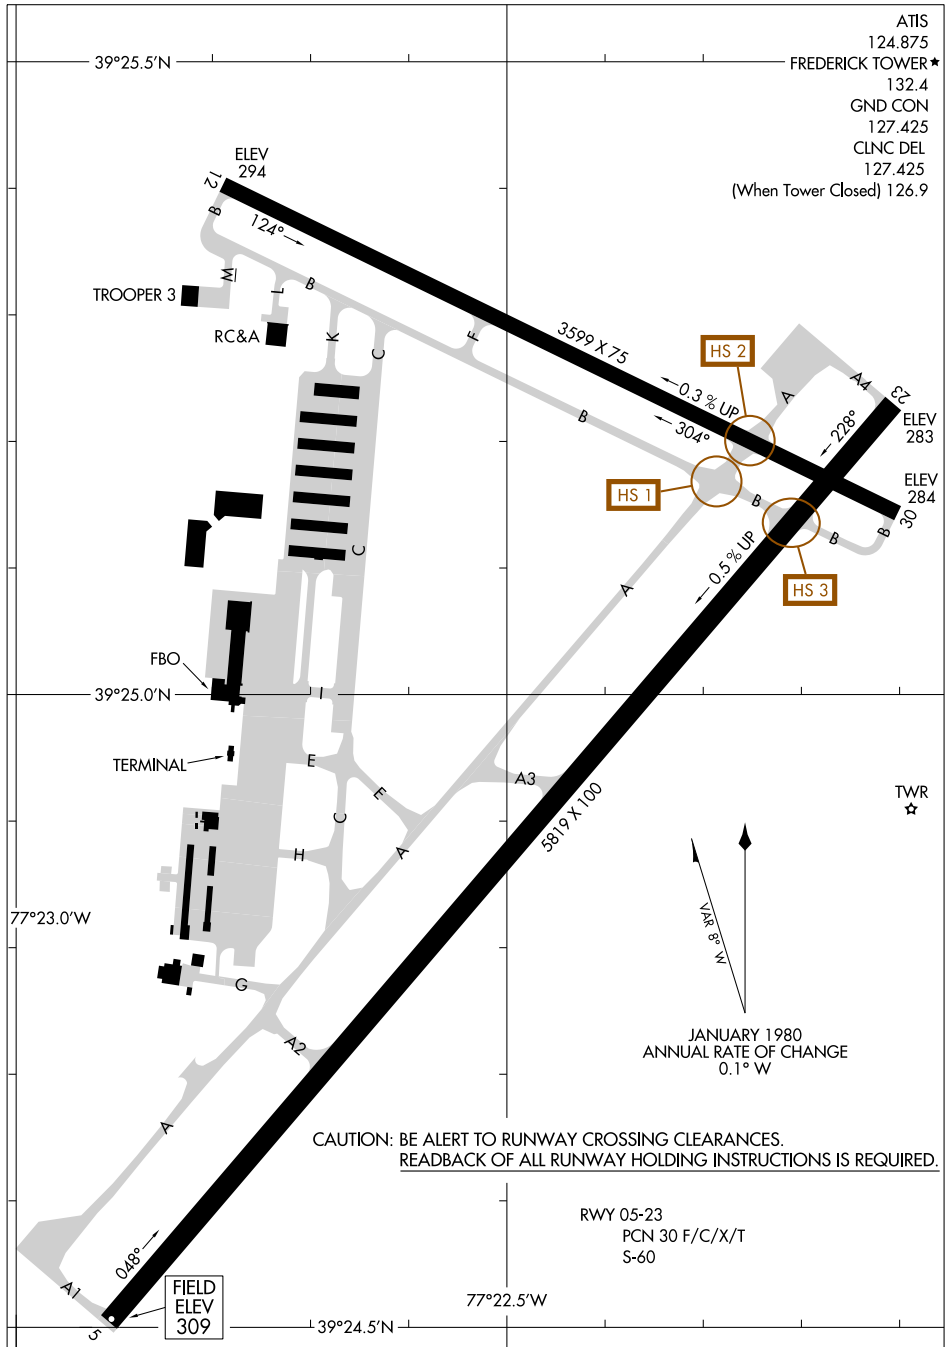 ATIS
124.875
39°25.5'N
FREDERICK TOWER
132.4
GND CON
127.425
CLNC DEL
127.425
(When Tower Closed) 126.9
ELEV
294
12
B
124°
M
L
B
TROOPER 3
RC&A
K
C
F
3599 X 75
HS 2
0.3 % UP
304°
A
A4
23
228°
ELEV
283
B
HS 1
ELEV
284
30
B
B
B
HS 3
0.5 % UP
C
A
FBO
39°25.0'N
I
TERMINAL
E
E
A3
C
TWR
5819 X 100
H
A
77°23.0'W
VAR 8° W
G
A2
JANUARY 1980
ANNUAL RATE OF CHANGE
0.1° W
A
CAUTION: BE ALERT TO RUNWAY CROSSING CLEARANCES.
READBACK OF ALL RUNWAY HOLDING INSTRUCTIONS IS REQUIRED.
RWY 05-23
PCN 30 F/C/X/T
S-60
048°
A1
FIELD
ELEV
309
5
77°22.5'W
39°24.5'N